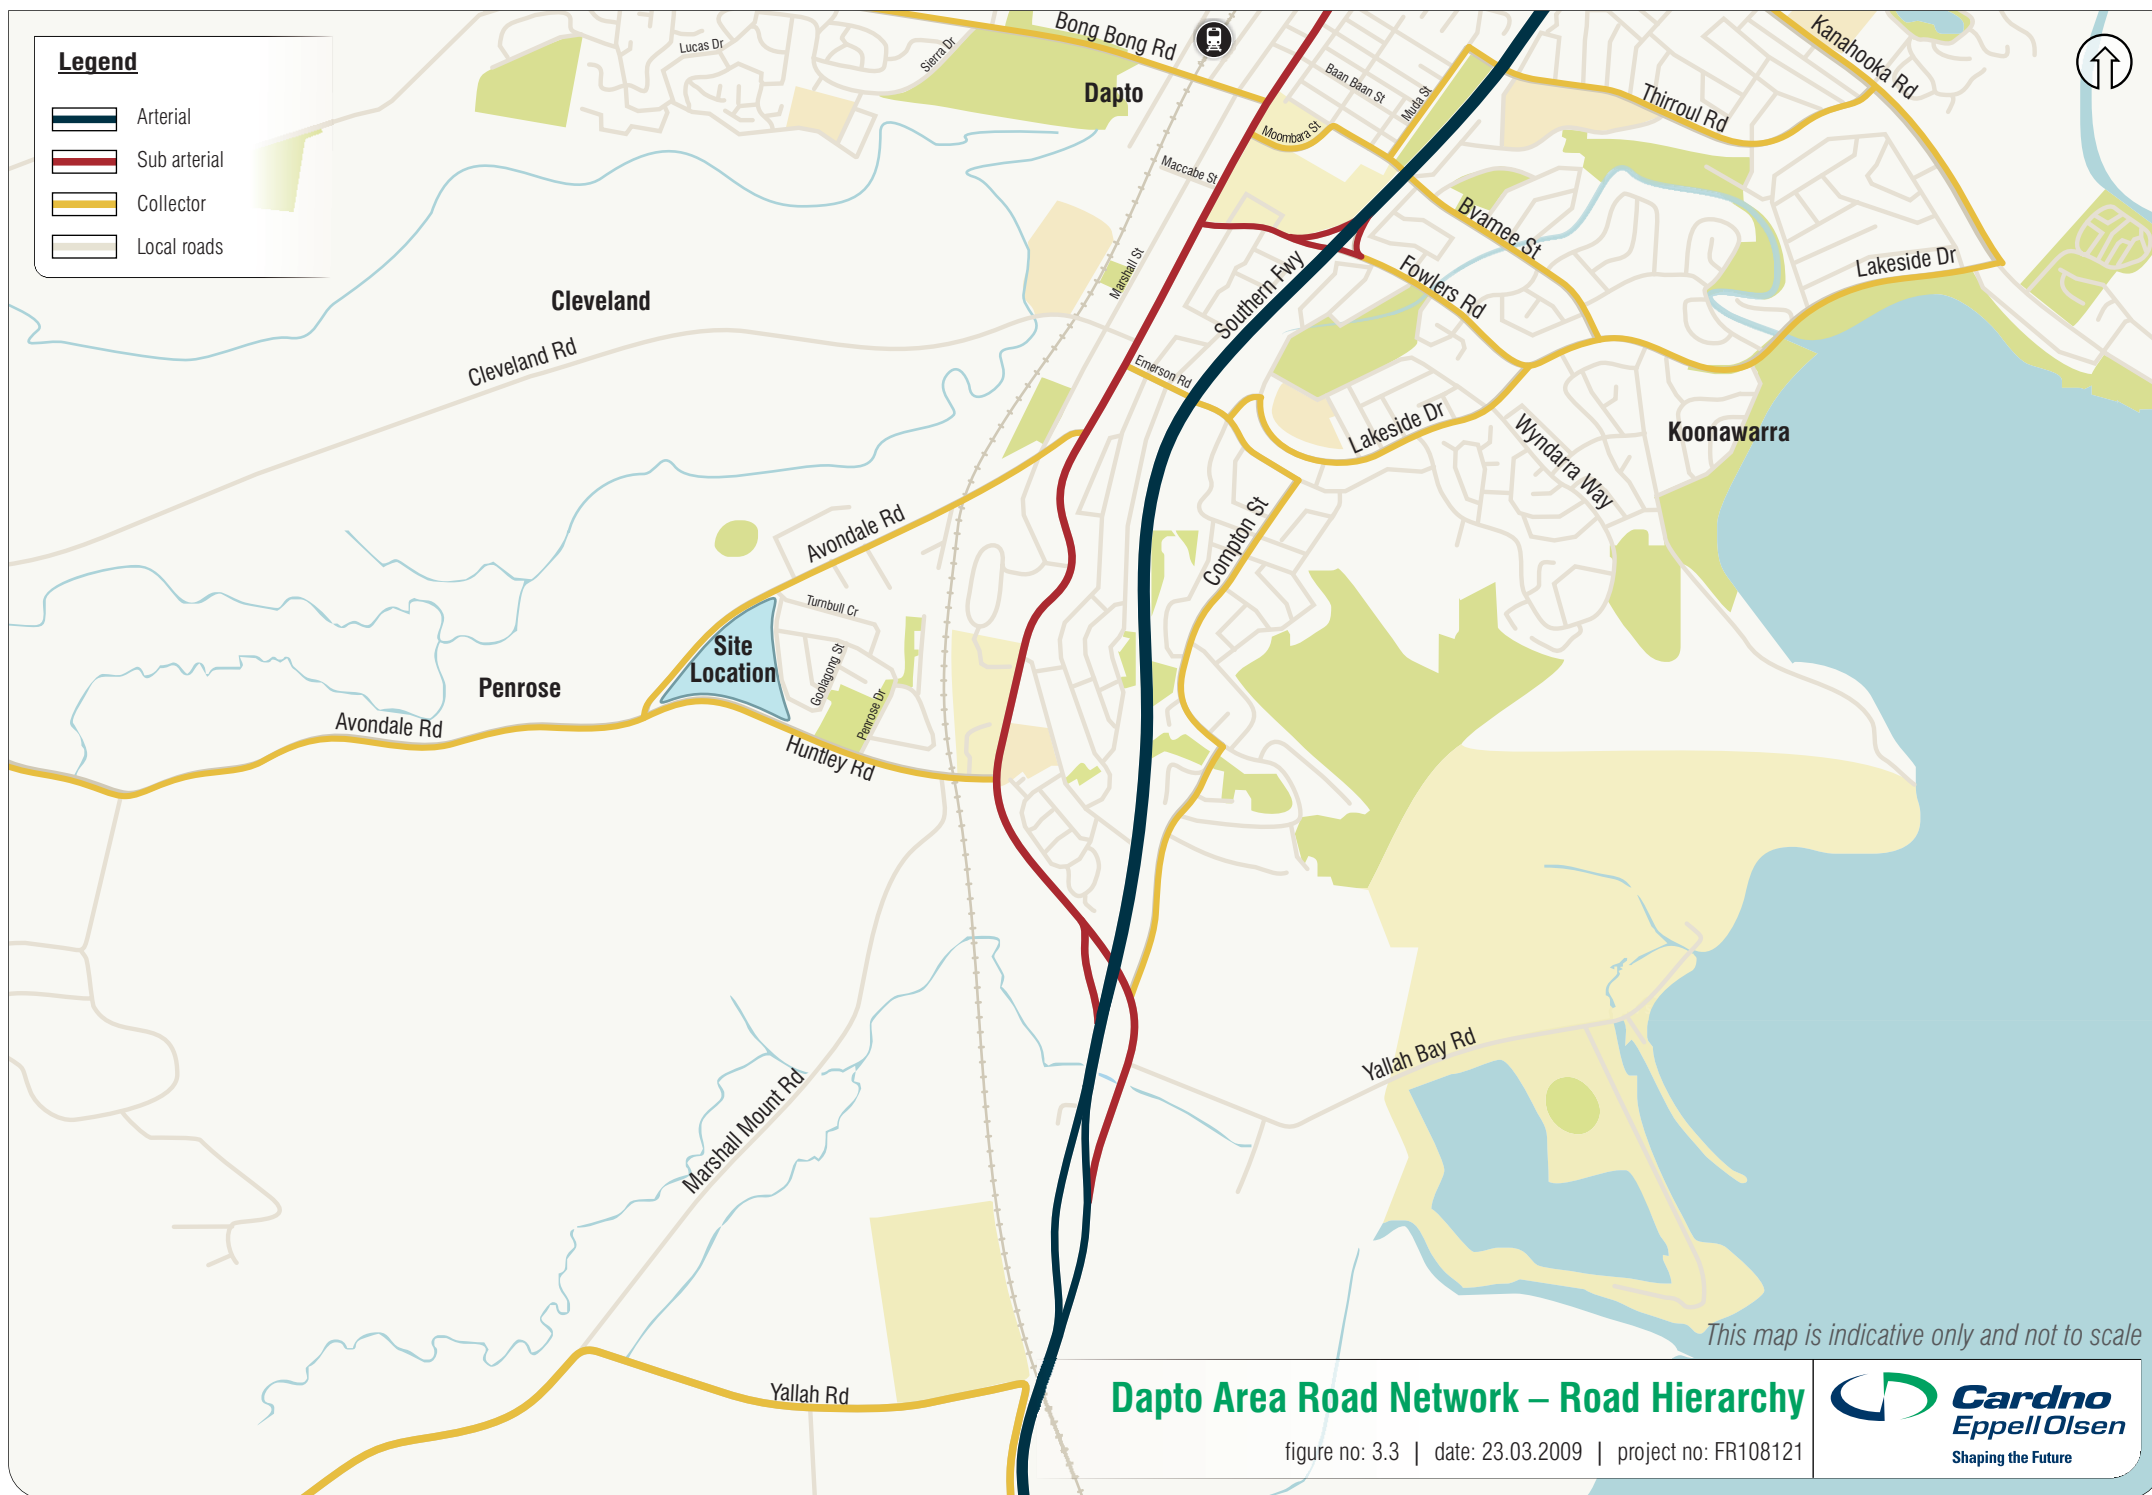 Legend
Arterial
Sub arterial
Collector
Local roads
Lucas Dr
Sierra Dr
Bong Bong Rd
Dapto
Baan Baan St
Muda St
Moombara St
Maccabe St
Kanahooka Rd
Thirroul Rd
Byamee St
Lakeside Dr
Fowlers Rd
Southern Fwy
Marshall St
Cleveland
Cleveland Rd
Emerson Rd
Lakeside Dr
Wyndarra Way
Koonawarra
Compton St
Avondale Rd
Turnbull Cr
Site
Location
Goolagong St
Penrose Dr
Penrose
Avondale Rd
Huntley Rd
Yallah Bay Rd
Marshall Mount Rd
Yallah Rd
This map is indicative only and not to scale
Dapto Area Road Network – Road Hierarchy
figure no: 3.3 | date: 23.03.2009 | project no: FR108121
Cardno
Eppell Olsen
Shaping the Future